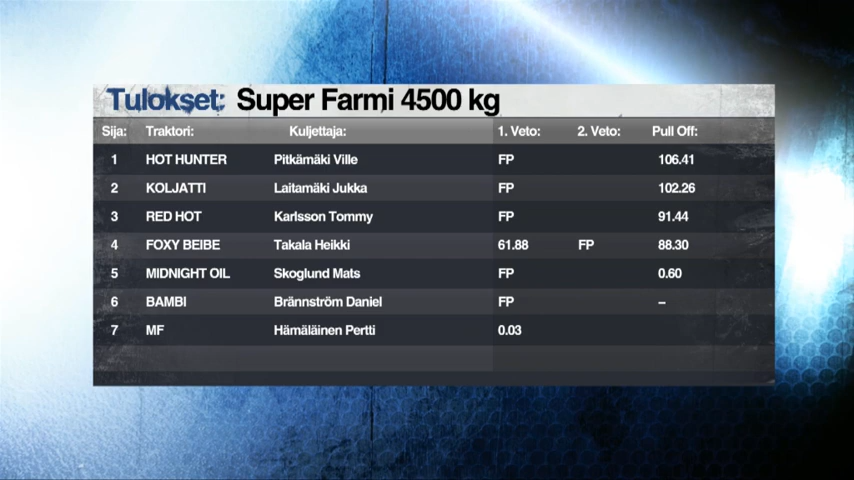 Tulokset: Super Farmi 4500 kg
Sija: Traktori: Kuljettaja: 1. Veto: 2. Veto: Pull Off:
1 HOT HUNTER Pitkämäki Ville FP 106.41
2 KOLJATTI Laitamäki Jukka FP 102.26
3 RED HOT Karlsson Tommy FP 91.44
4 FOXY BEIBE Takala Heikki 61.88 FP 88.30
5 MIDNIGHT OIL Skoglund Mats FP 0.60
6 BAMBI Brännström Daniel FP –
7 MF Hämäläinen Pertti 0.03